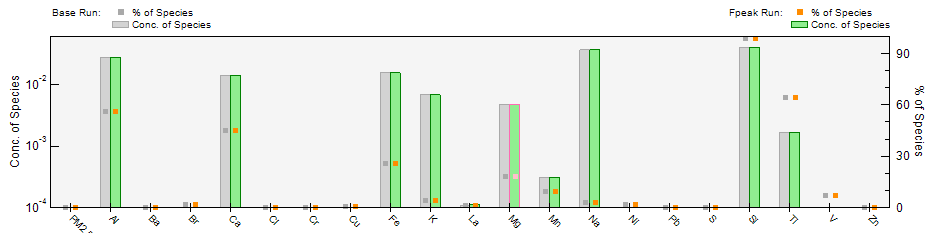 Base Run: % of Species Fpeak Run: % of Species
Conc. of Species Conc. of Species
Conc. of Species
10-2
10-3
10-4
90
60
30
0
% of Species
Al Ba Br Ca Cl Cr Cu Fe K La Mg Mn Na Ni Pb S Si Ti V Zn